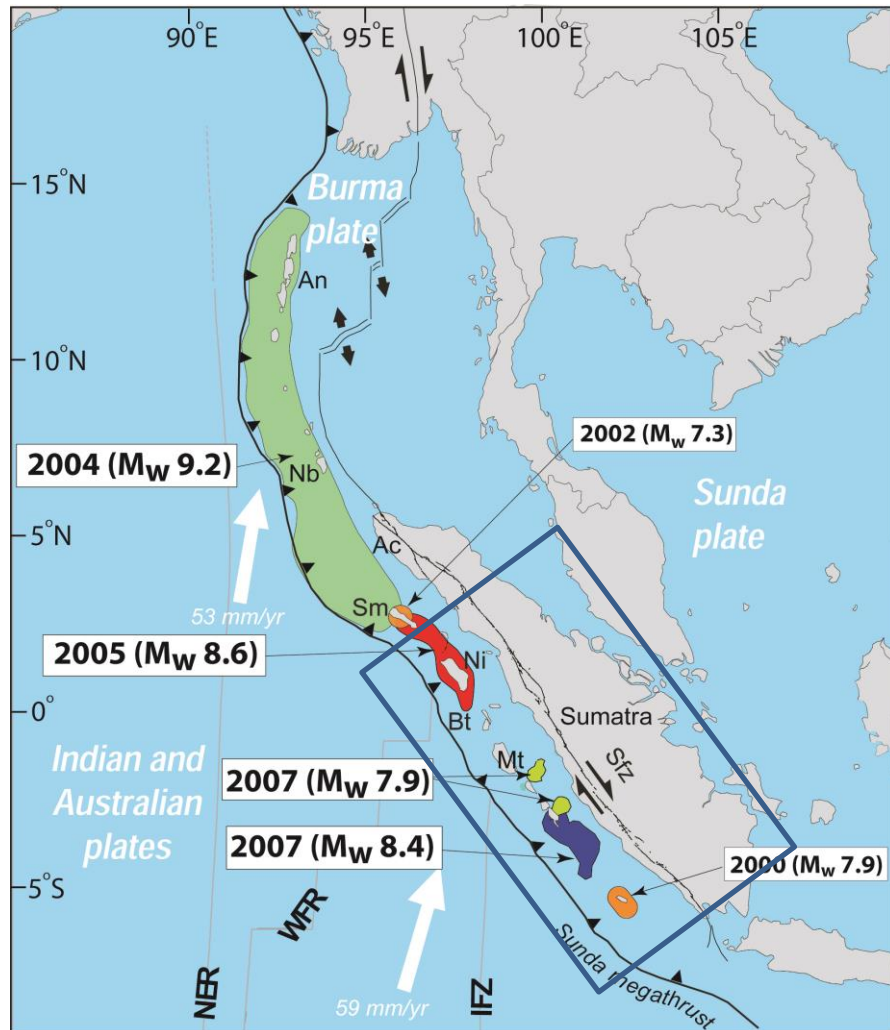 90°E
95°E
100°E
105°E
15°N
Burma
plate
An
10°N
2002 (Mw 7.3)
2004 (Mw 9.2)
Nb
Sunda
plate
5°N
Ac
53 mm/yr
Sm
2005 (Mw 8.6)
Ni
0°
Bt
Sumatra
Indian and
Australian
plates
Mt
Sfz
2007 (Mw 7.9)
2007 (Mw 8.4)
2000 (Mw 7.9)
5°S
WFR
NER
IFZ
Sunda megathrust
59 mm/yr